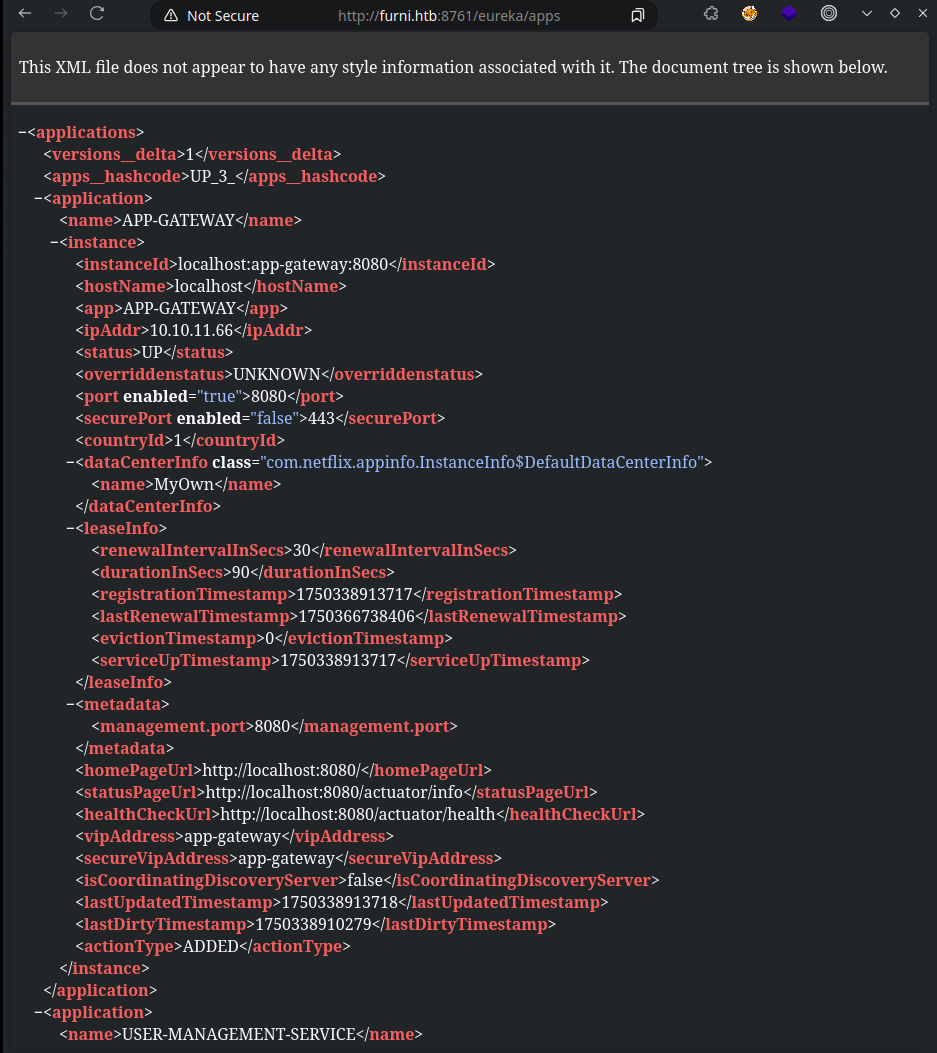 Not Secure http://furni.htb:8761/eureka/apps
This XML file does not appear to have any style information associated with it. The document tree is shown below.
−<applications>
<versions__delta>1</versions__delta>
<apps__hashcode>UP_3_</apps__hashcode>
−<application>
<name>APP-GATEWAY</name>
−<instance>
<instanceId>localhost:app-gateway:8080</instanceId>
<hostName>localhost</hostName>
<app>APP-GATEWAY</app>
<ipAddr>10.10.11.66</ipAddr>
<status>UP</status>
<overriddenstatus>UNKNOWN</overriddenstatus>
<port enabled="true">8080</port>
<securePort enabled="false">443</securePort>
<countryId>1</countryId>
−<dataCenterInfo class="com.netflix.appinfo.InstanceInfo$DefaultDataCenterInfo">
<name>MyOwn</name>
</dataCenterInfo>
−<leaseInfo>
<renewalIntervalInSecs>30</renewalIntervalInSecs>
<durationInSecs>90</durationInSecs>
<registrationTimestamp>1750338913717</registrationTimestamp>
<lastRenewalTimestamp>1750366738406</lastRenewalTimestamp>
<evictionTimestamp>0</evictionTimestamp>
<serviceUpTimestamp>1750338913717</serviceUpTimestamp>
</leaseInfo>
−<metadata>
<management.port>8080</management.port>
</metadata>
<homePageUrl>http://localhost:8080/</homePageUrl>
<statusPageUrl>http://localhost:8080/actuator/info</statusPageUrl>
<healthCheckUrl>http://localhost:8080/actuator/health</healthCheckUrl>
<vipAddress>app-gateway</vipAddress>
<secureVipAddress>app-gateway</secureVipAddress>
<isCoordinatingDiscoveryServer>false</isCoordinatingDiscoveryServer>
<lastUpdatedTimestamp>1750338913718</lastUpdatedTimestamp>
<lastDirtyTimestamp>1750338910279</lastDirtyTimestamp>
<actionType>ADDED</actionType>
</instance>
</application>
−<application>
<name>USER-MANAGEMENT-SERVICE</name>